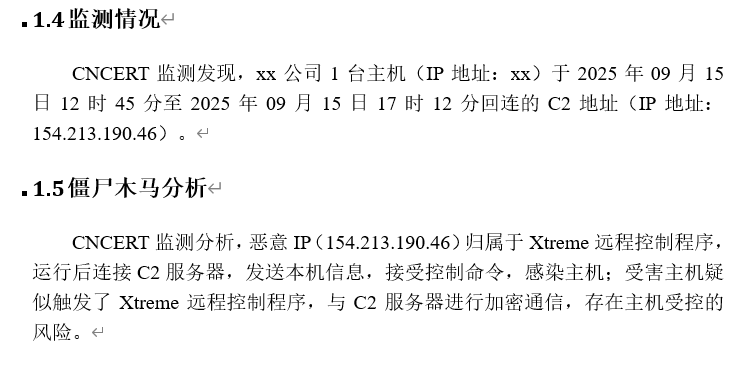 1.4 监测情况
CNCERT 监测发现，xx 公司 1 台主机（IP 地址：xx）于 2025 年 09 月 15
日 12 时 45 分至 2025 年 09 月 15 日 17 时 12 分回连的 C2 地址（IP 地址：
154.213.190.46）。
1.5 僵尸木马分析
CNCERT 监测分析，恶意 IP（154.213.190.46）归属于 Xtreme 远程控制程序，
运行后连接 C2 服务器，发送本机信息，接受控制命令，感染主机；受害主机疑
似触发了 Xtreme 远程控制程序，与 C2 服务器进行加密通信，存在主机受控的
风险。